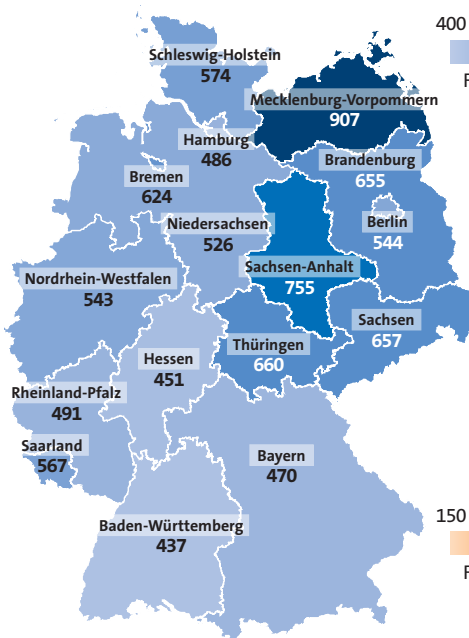 400
F
Schleswig-Holstein
574
Mecklenburg-Vorpommern
907
Hamburg
486
Brandenburg
655
Bremen
624
Niedersachsen
526
Berlin
544
Nordrhein-Westfalen
543
Sachsen-Anhalt
755
Sachsen
657
Thüringen
660
Hessen
451
Rheinland-Pfalz
491
Saarland
567
Bayern
470
150
F
Baden-Württemberg
437